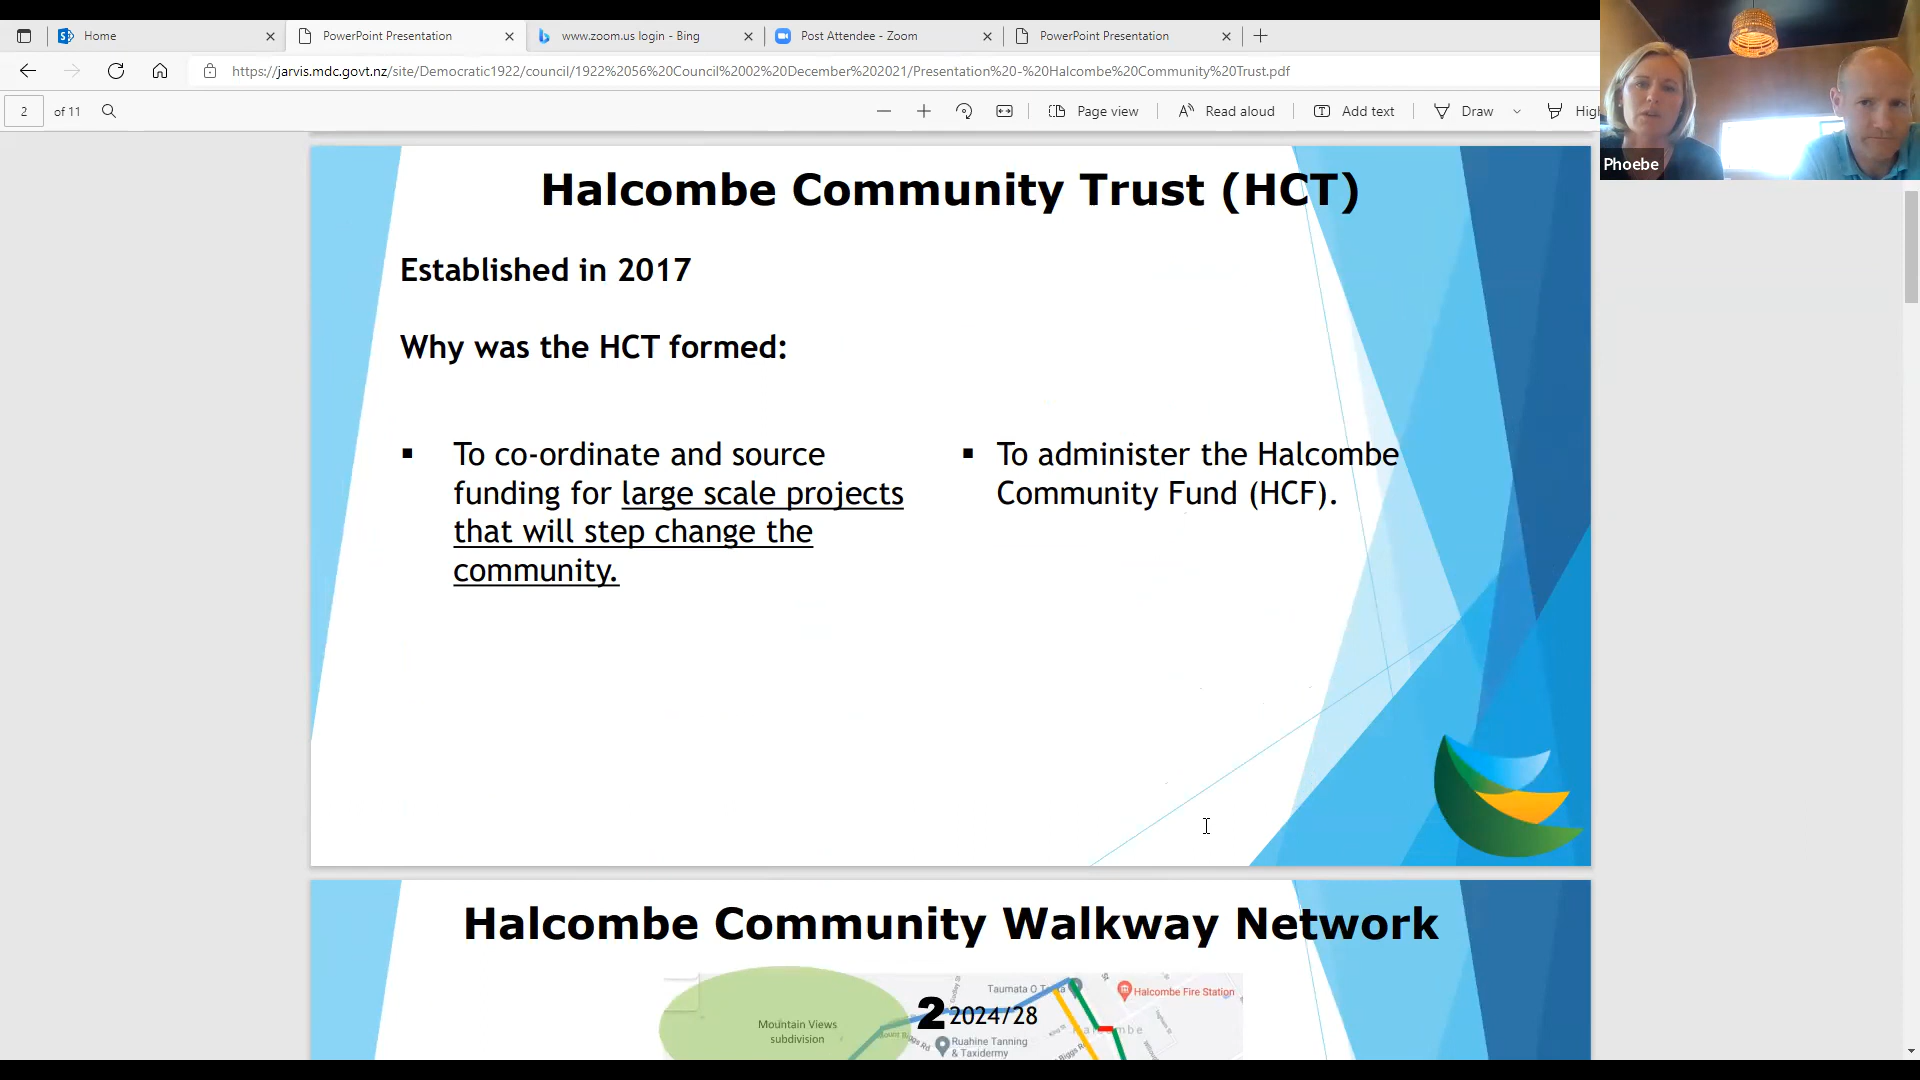 Home
PowerPoint Presentation
www.zoom.us login - Bing
Post Attendee - Zoom
PowerPoint Presentation
https://jarvis.mdc.govt.nz/site/Democratic1922/council/1922%2056%20Council%2002%20December%202021/Presentation%20-%20Halcombe%20Community%20Trust.pdf
2 of 11
Page view
Read aloud
Add text
Draw
Hig
Phoebe
Halcombe Community Trust (HCT)
Established in 2017
Why was the HCT formed:
▪ To co-ordinate and source
funding for large scale projects
that will step change the
community.
▪ To administer the Halcombe
Community Fund (HCF).
Halcombe Community Walkway Network
Taumata O T
Halcombe Fire Station
2 2024/28
Mountain Views
subdivision
Halcombe
Ruahine Tanning
& Taxidermy